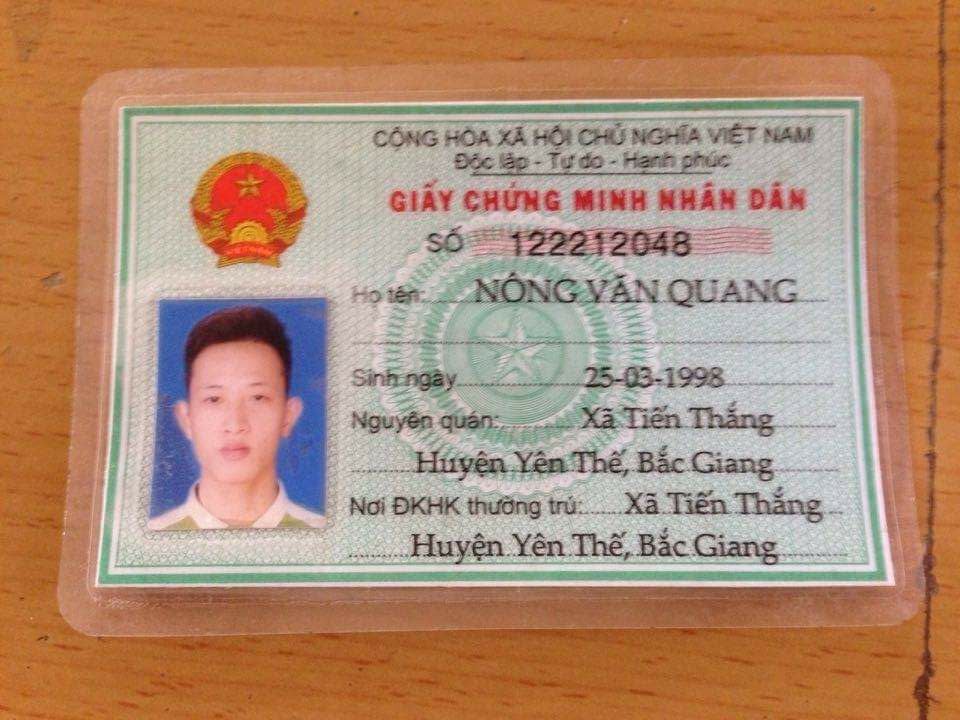 CỘNG HÒA XÃ HỘI CHỦ NGHĨA VIỆT NAM
Độc lập - Tự do - Hạnh phúc
GIẤY CHỨNG MINH NHÂN DÂN
SỐ 122212048
Họ tên: NÔNG VĂN QUANG
Sinh ngày 25-03-1998
Nguyên quán: Xã Tiến Thắng
Huyện Yên Thế, Bắc Giang
Nơi ĐKHK thường trú: Xã Tiến Thắng
Huyện Yên Thế, Bắc Giang